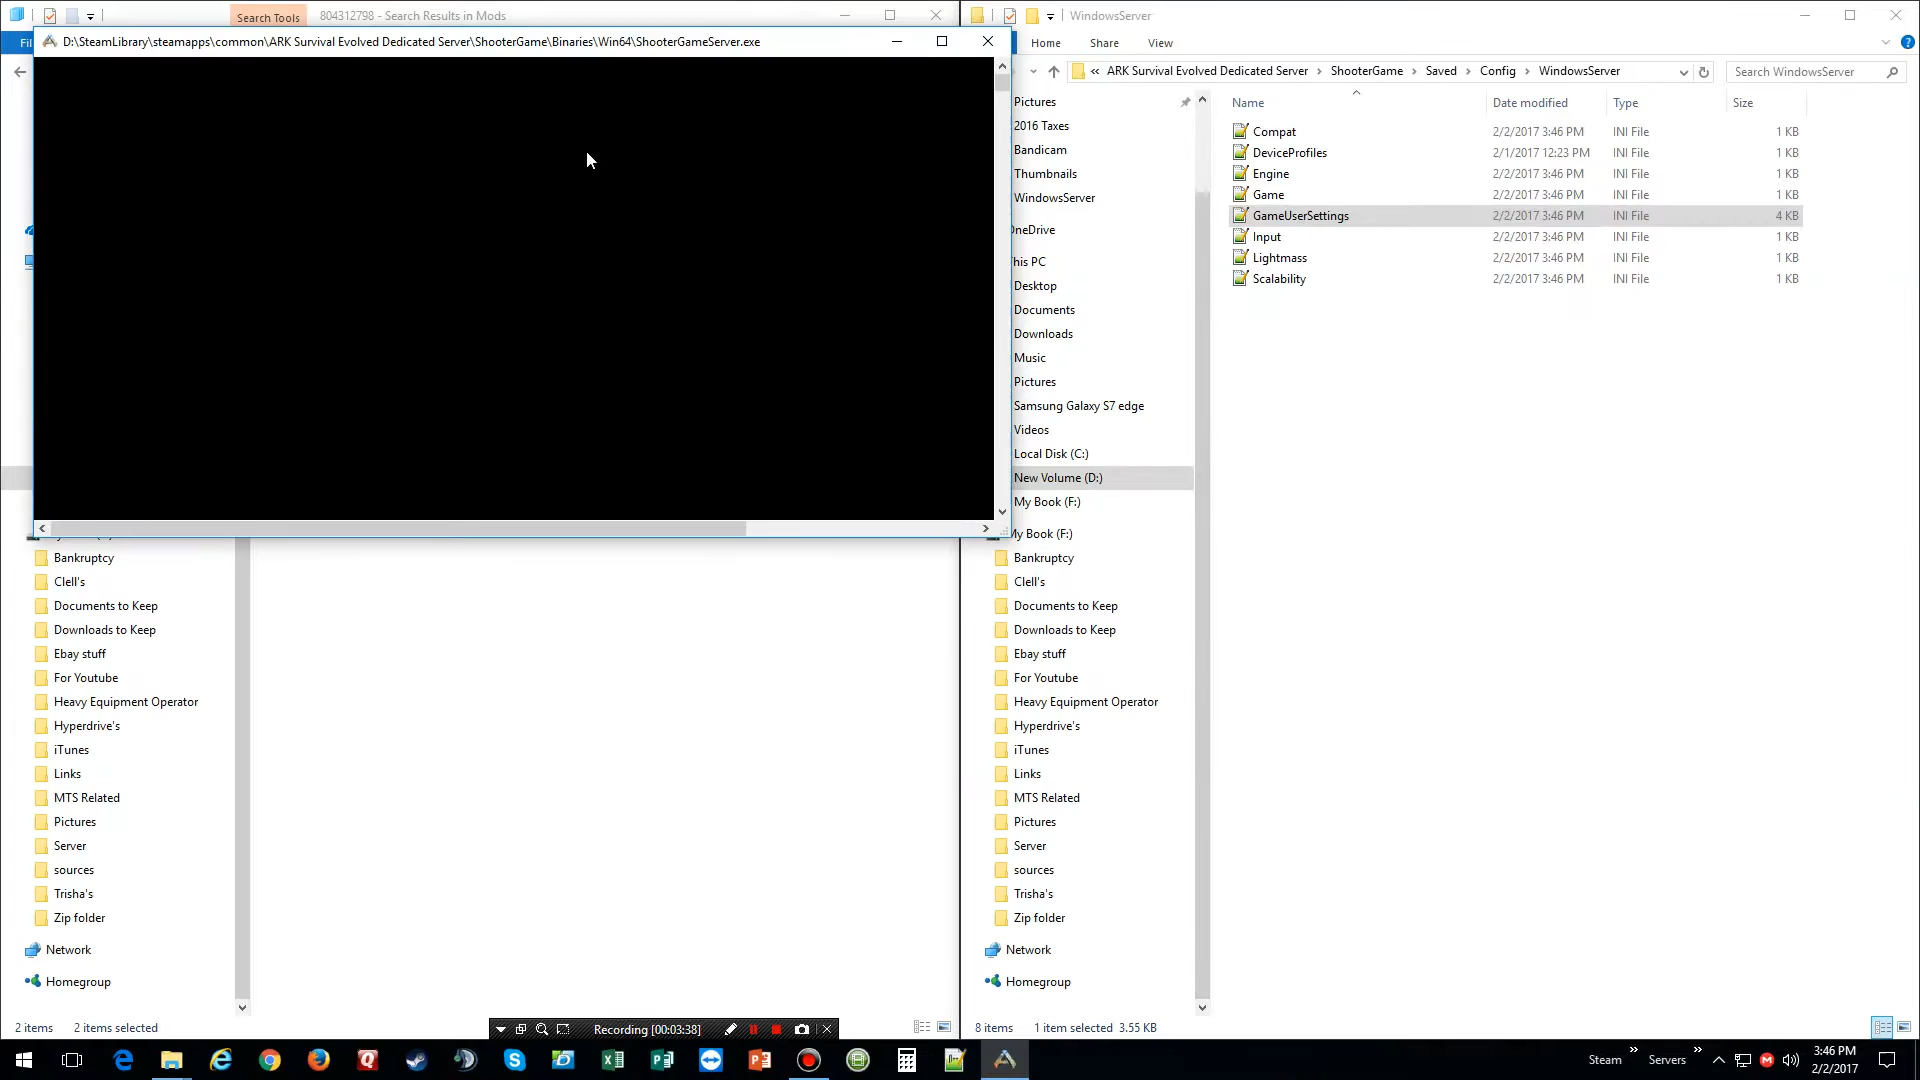 Search Tools
804312798 - Search Results in Mods
WindowsServer
Fil
D:\SteamLibrary\steamapps\common\ARK Survival Evolved Dedicated Server\ShooterGame\Binaries\Win64\ShooterGameServer.exe
Home
Share
View
« ARK Survival Evolved Dedicated Server › ShooterGame › Saved › Config › WindowsServer
Search WindowsServer
Pictures
2016 Taxes
Bandicam
Thumbnails
WindowsServer
OneDrive
This PC
Desktop
Documents
Downloads
Music
Pictures
Samsung Galaxy S7 edge
Videos
Local Disk (C:)
New Volume (D:)
My Book (F:)
My Book (F:)
Bankruptcy
Clell's
Documents to Keep
Downloads to Keep
Ebay stuff
For Youtube
Heavy Equipment Operator
Hyperdrive's
iTunes
Links
MTS Related
Pictures
Server
sources
Trisha's
Zip folder
Network
Homegroup
Name Date modified Type Size
Compat 2/2/2017 3:46 PM INI File 1 KB
DeviceProfiles 2/1/2017 12:23 PM INI File 1 KB
Engine 2/2/2017 3:46 PM INI File 1 KB
Game 2/2/2017 3:46 PM INI File 1 KB
GameUserSettings 2/2/2017 3:46 PM INI File 4 KB
Input 2/2/2017 3:46 PM INI File 1 KB
Lightmass 2/2/2017 3:46 PM INI File 1 KB
Scalability 2/2/2017 3:46 PM INI File 1 KB
Bankruptcy
Clell's
Documents to Keep
Downloads to Keep
Ebay stuff
For Youtube
Heavy Equipment Operator
Hyperdrive's
iTunes
Links
MTS Related
Pictures
Server
sources
Trisha's
Zip folder
Network
Homegroup
2 items 2 items selected
Recording [00:03:38]
8 items 1 item selected 3.55 KB
Steam » Servers »
3:46 PM
2/2/2017